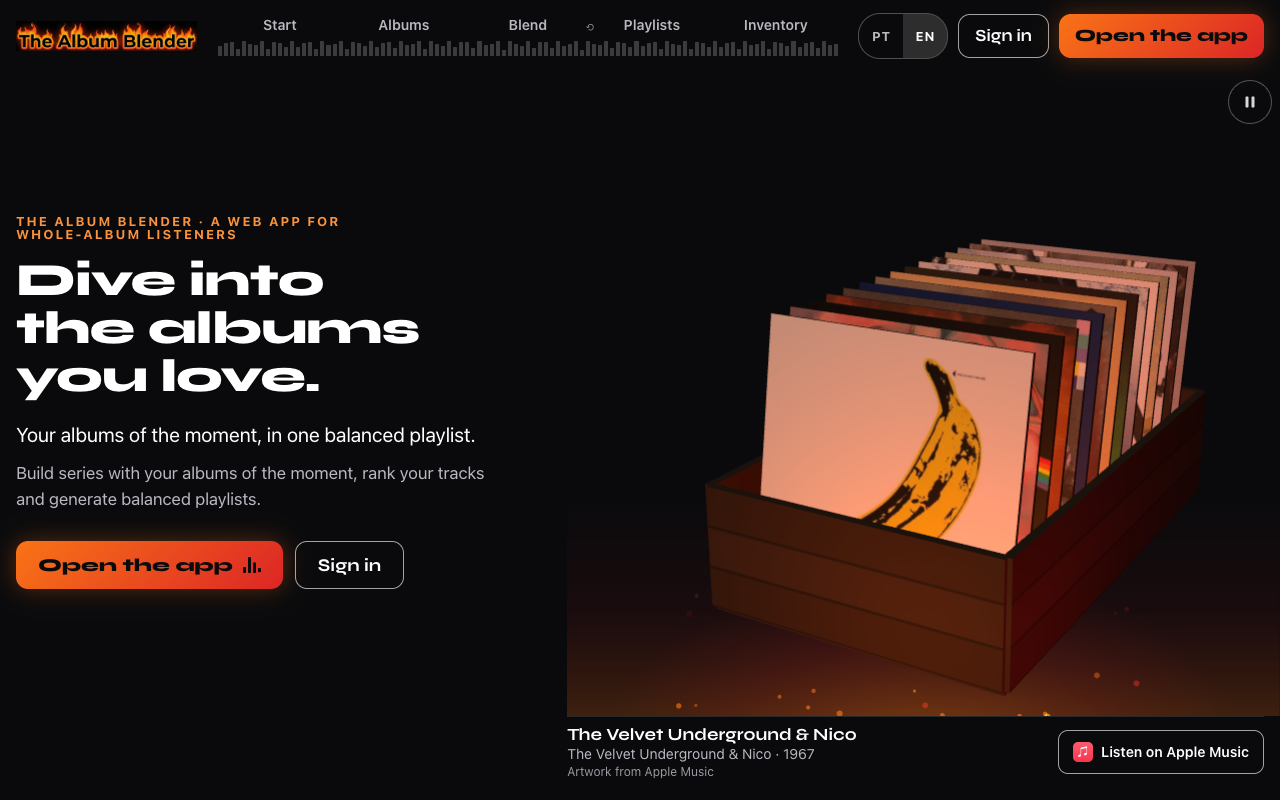 The Album Blender
Start
Albums
Blend
Playlists
Inventory
PT
EN
Sign in
Open the app
THE ALBUM BLENDER · A WEB APP FOR
WHOLE-ALBUM LISTENERS
Dive into
the albums
you love.
Your albums of the moment, in one balanced playlist.
Build series with your albums of the moment, rank your tracks
and generate balanced playlists.
Open the app
Sign in
The Velvet Underground & Nico
The Velvet Underground & Nico · 1967
Artwork from Apple Music
Listen on Apple Music